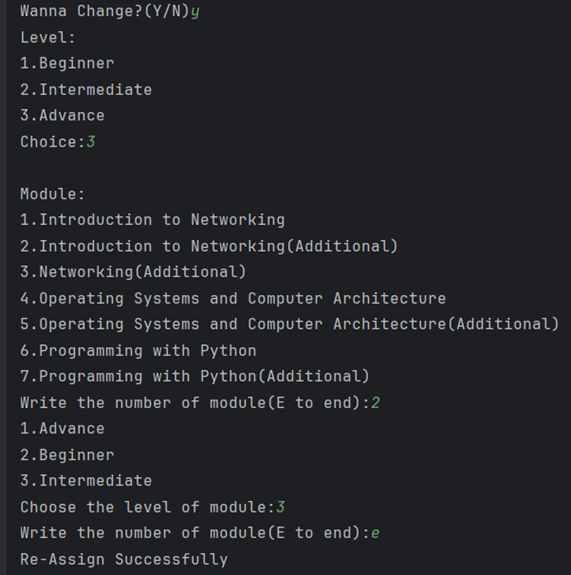 Wanna Change?(Y/N)y
Level:
1.Beginner
2.Intermediate
3.Advance
Choice:3
Module:
1.Introduction to Networking
2.Introduction to Networking(Additional)
3.Networking(Additional)
4.Operating Systems and Computer Architecture
5.Operating Systems and Computer Architecture(Additional)
6.Programming with Python
7.Programming with Python(Additional)
Write the number of module(E to end):2
1.Advance
2.Beginner
3.Intermediate
Choose the level of module:3
Write the number of module(E to end):e
Re-Assign Successfully